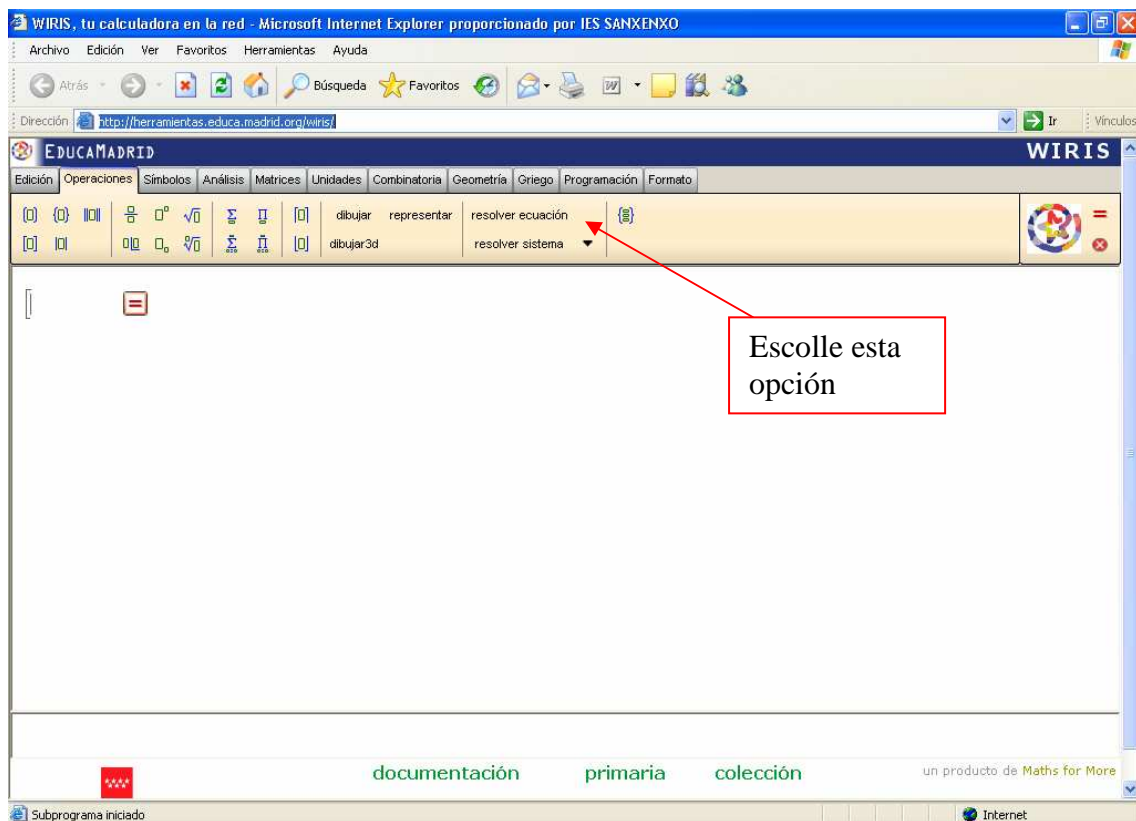 WIRIS, tu calculadora en la red - Microsoft Internet Explorer proporcionado por IES SANXENXO
Archivo Edición Ver Favoritos Herramientas Ayuda
Atrás Búsqueda Favoritos
Dirección http://herramientas.educa.madrid.org/wiris/ Ir Vínculos
EDUCAMADRID WIRIS
Edición Operaciones Símbolos Análisis Matrices Unidades Combinatoria Geometría Griego Programación Formato
dibujar representar resolver ecuación
dibujar3d resolver sistema
Escolle esta
opción
documentación primaria colección un producto de Maths for More
Subprograma iniciado Internet